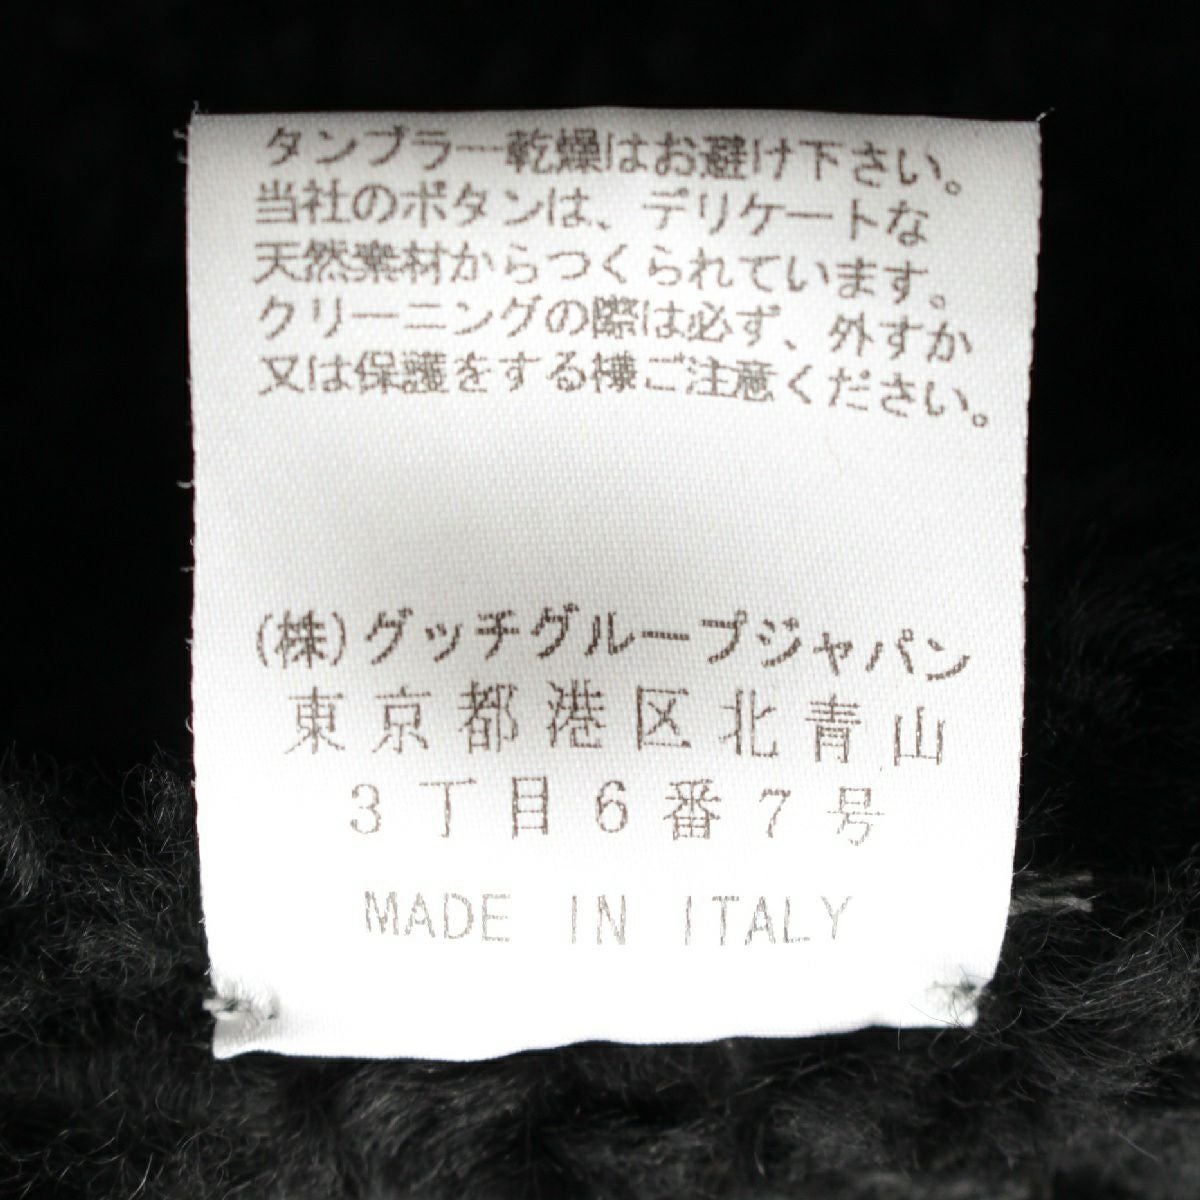 タンブラー乾燥はお避け下さい。
当社のボタンは、デリケートな
天然素材からつくられています。
クリーニングの際は必ず、外すか
又は保護をする様ご注意ください。
(株)グッチグループジャパン
東京都港区北青山
3丁目6番7号
MADE IN ITALY